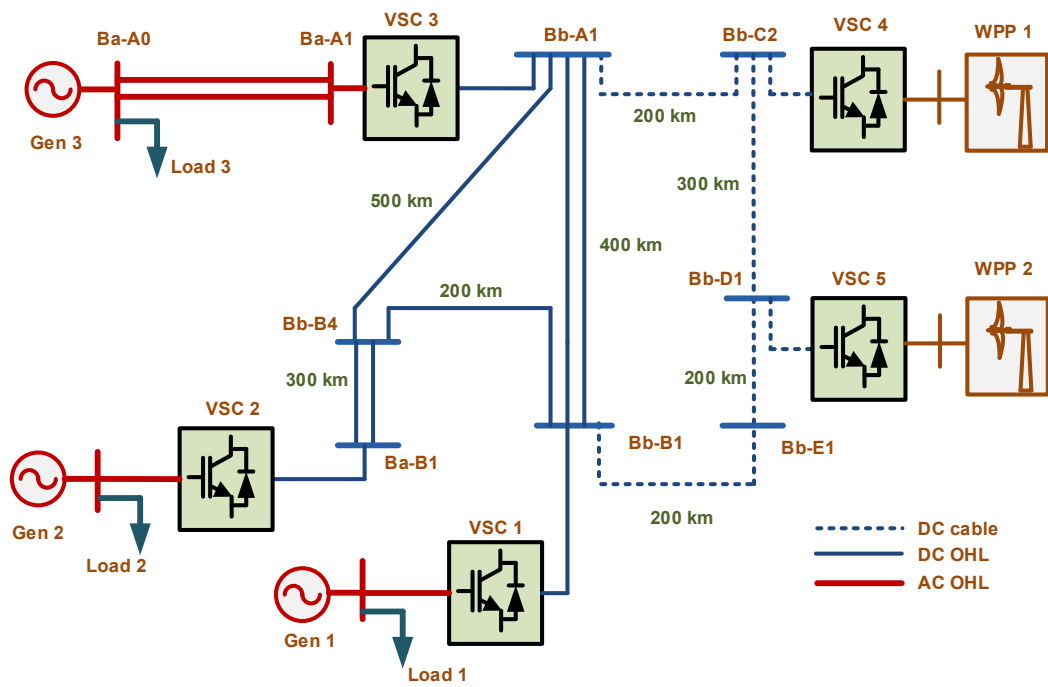 VSC 3
VSC 4
WPP 1
Ba-A0
Ba-A1
Bb-A1
Bb-C2
Gen 3
Load 3
200 km
500 km
300 km
400 km
Bb-D1
VSC 5
WPP 2
200 km
Bb-B4
300 km
200 km
VSC 2
Ba-B1
Bb-B1
Bb-E1
Gen 2
Load 2
VSC 1
200 km
DC cable
DC OHL
AC OHL
Gen 1
Load 1